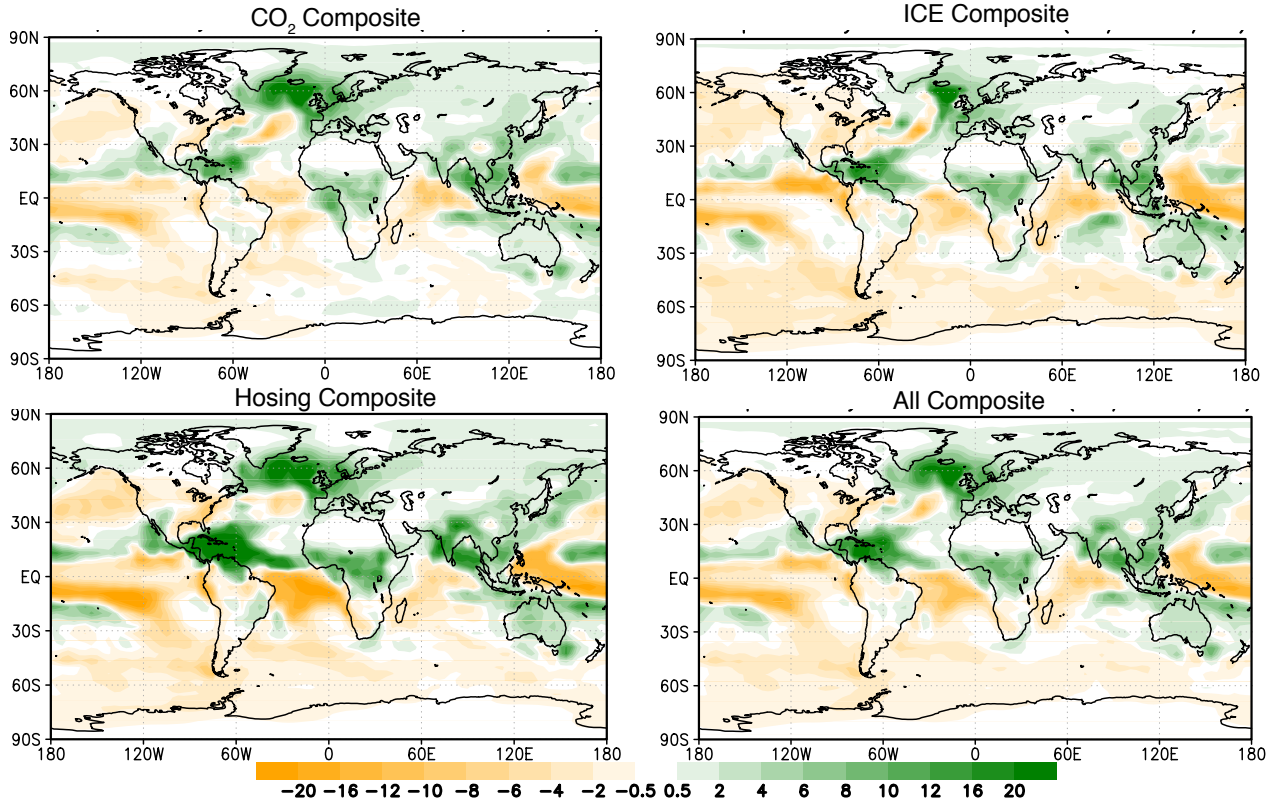 CO2 Composite
ICE Composite
90N
60N
30N
EQ
30S
60S
90S
180 120W 60W 0 60E 120E 180
90N
60N
30N
EQ
30S
60S
90S
180 120W 60W 0 60E 120E 180
Hosing Composite
All Composite
90N
60N
30N
EQ
30S
60S
90S
180 120W 60W 0 60E 120E 180
90N
60N
30N
EQ
30S
60S
90S
180 120W 60W 0 60E 120E 180
−20 −16 −12 −10 −8 −6 −4 −2 −0.5 0.5 2 4 6 8 10 12 16 20